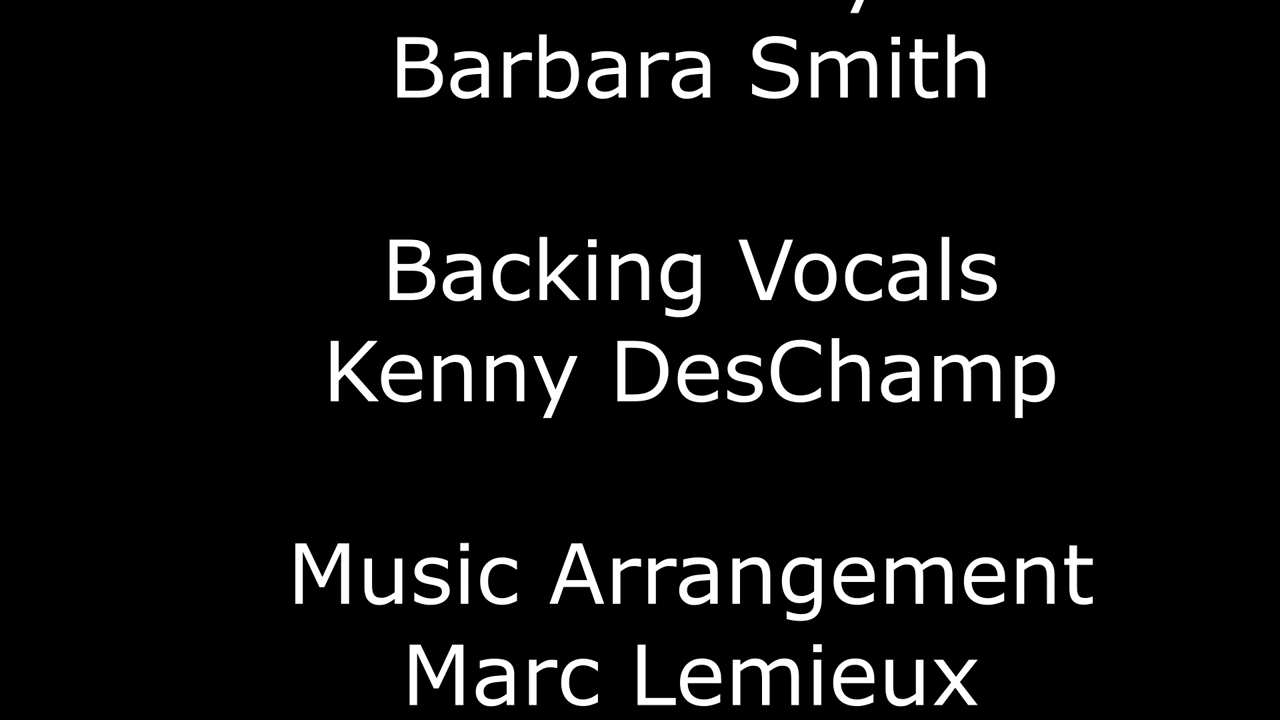 Barbara Smith
Backing Vocals
Kenny DesChamp
Music Arrangement
Marc Lemieux